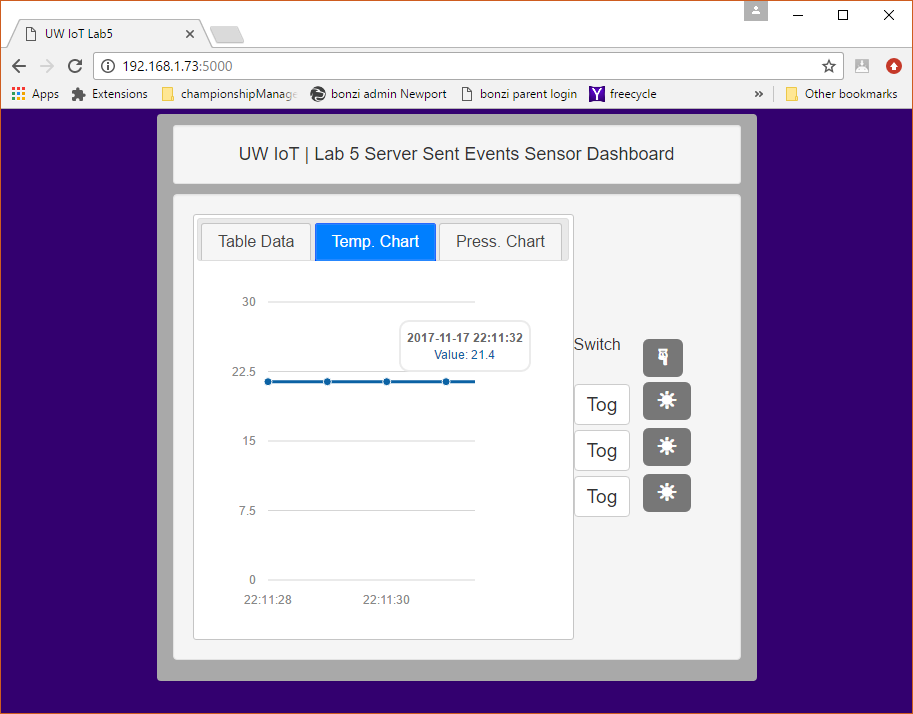 UW IoT Lab5
192.168.1.73:5000
Apps Extensions championshipManage bonzi admin Newport bonzi parent login freecycle » Other bookmarks
UW IoT | Lab 5 Server Sent Events Sensor Dashboard
Table Data Temp. Chart Press. Chart
30
2017-11-17 22:11:32
Value: 21.4
22.5
15
7.5
0
22:11:28 22:11:30
Switch
Tog
Tog
Tog